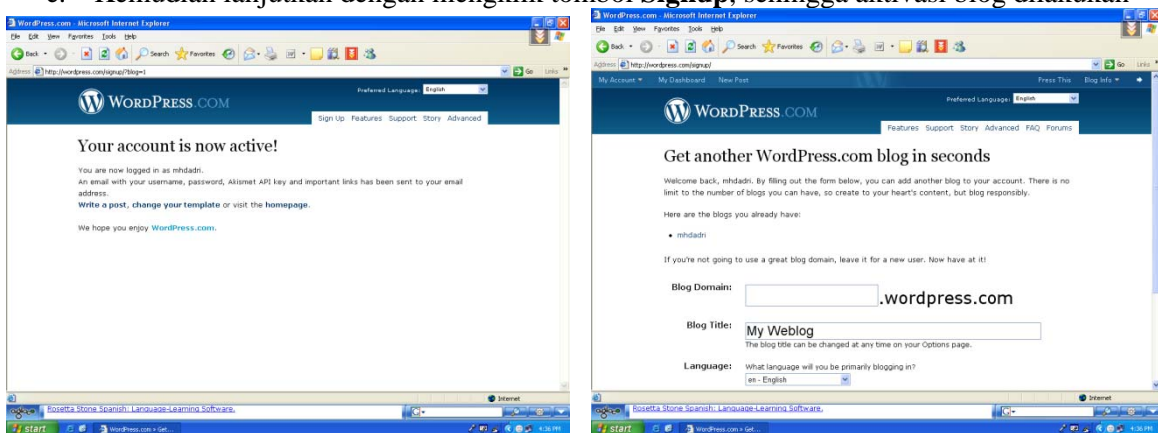 Kemudian lanjutkan dengan mengklik tombol Signup, sehingga aktivasi blog dilakukan
WordPress.com - Microsoft Internet Explorer
File Edit View Favorites Tools Help
Back Search Favorites
Address http://wordpress.com/signup/?blog=1 Go Links
Preferred Language: English
WORDPRESS.COM
Sign Up Features Support Story Advanced
Your account is now active!
You are now logged in as mhdadri.
An email with your username, password, Akismet API key and important links has been sent to your email
address.
Write a post, change your template or visit the homepage.
We hope you enjoy WordPress.com.
Internet
Rosetta Stone Spanish: Language-Learning Software.
start WordPress.com » Get... 4:36 PM
WordPress.com - Microsoft Internet Explorer
File Edit View Favorites Tools Help
Back Search Favorites
Address http://wordpress.com/signup/ Go Links
My Account My Dashboard New Post Press This Blog Info
Preferred Language: English
WORDPRESS.COM
Features Support Story Advanced FAQ Forums
Get another WordPress.com blog in seconds
Welcome back, mhdadri. By filling out the form below, you can add another blog to your account. There is no
limit to the number of blogs you can have, so create to your heart's content, but blog responsibly.
Here are the blogs you already have:
• mhdadri
If you're not going to use a great blog domain, leave it for a new user. Now have at it!
Blog Domain: .wordpress.com
Blog Title: My Weblog
The blog title can be changed at any time on your Options page.
Language: What language will you be primarily blogging in?
en - English
Internet
Rosetta Stone Spanish: Language-Learning Software.
start WordPress.com » Get... 4:36 PM